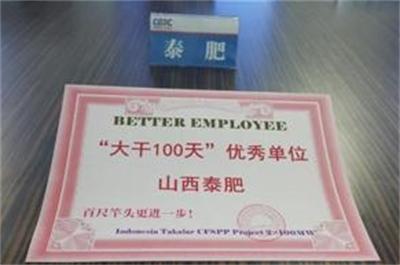 泰 肥
BETTER EMPLOYEE
“大干100天”优秀单位
山西泰肥
百尺竿头更进一步!
Indonesia Takalar CFSPP Project 2×100MW